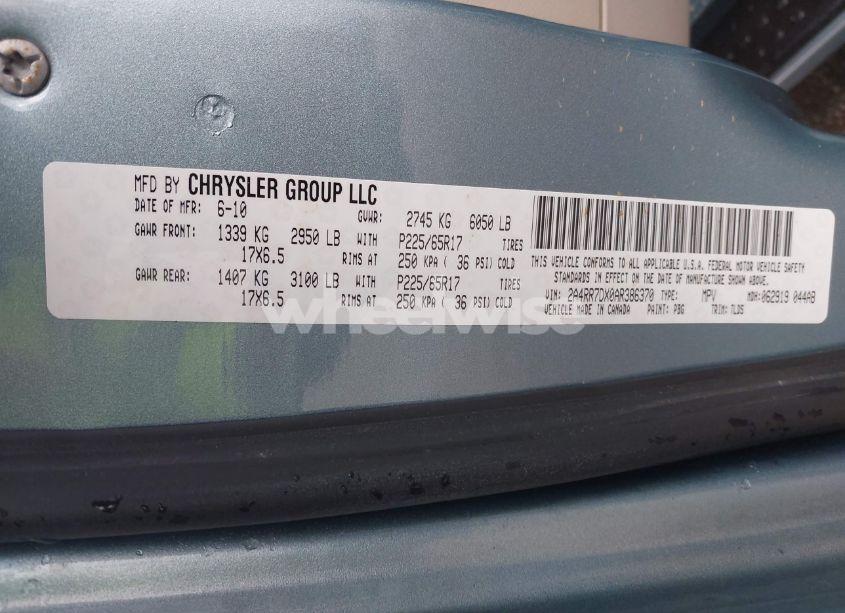 MFD BY CHRYSLER GROUP LLC
DATE OF MFR: 6-10 GVWR: 2745 KG 6050 LB
GAWR FRONT: 1339 KG 2950 LB WITH P225/65R17 TIRES
17X6.5 RIMS AT 250 KPA ( 36 PSI) COLD
GAWR REAR: 1407 KG 3100 LB WITH P225/65R17 TIRES
17X6.5 RIMS AT 250 KPA ( 36 PSI) COLD
THIS VEHICLE CONFORMS TO ALL APPLICABLE U.S.A. FEDERAL MOTOR VEHICLE SAFETY
STANDARDS IN EFFECT ON THE DATE OF MANUFACTURE SHOWN ABOVE.
VIN: 2A4RR7DX0AR386370 TYPE: MPV MDH: 062919 044AB
VEHICLE MADE IN CANADA PAINT: PBG TRIM: TLDS
wheelwise